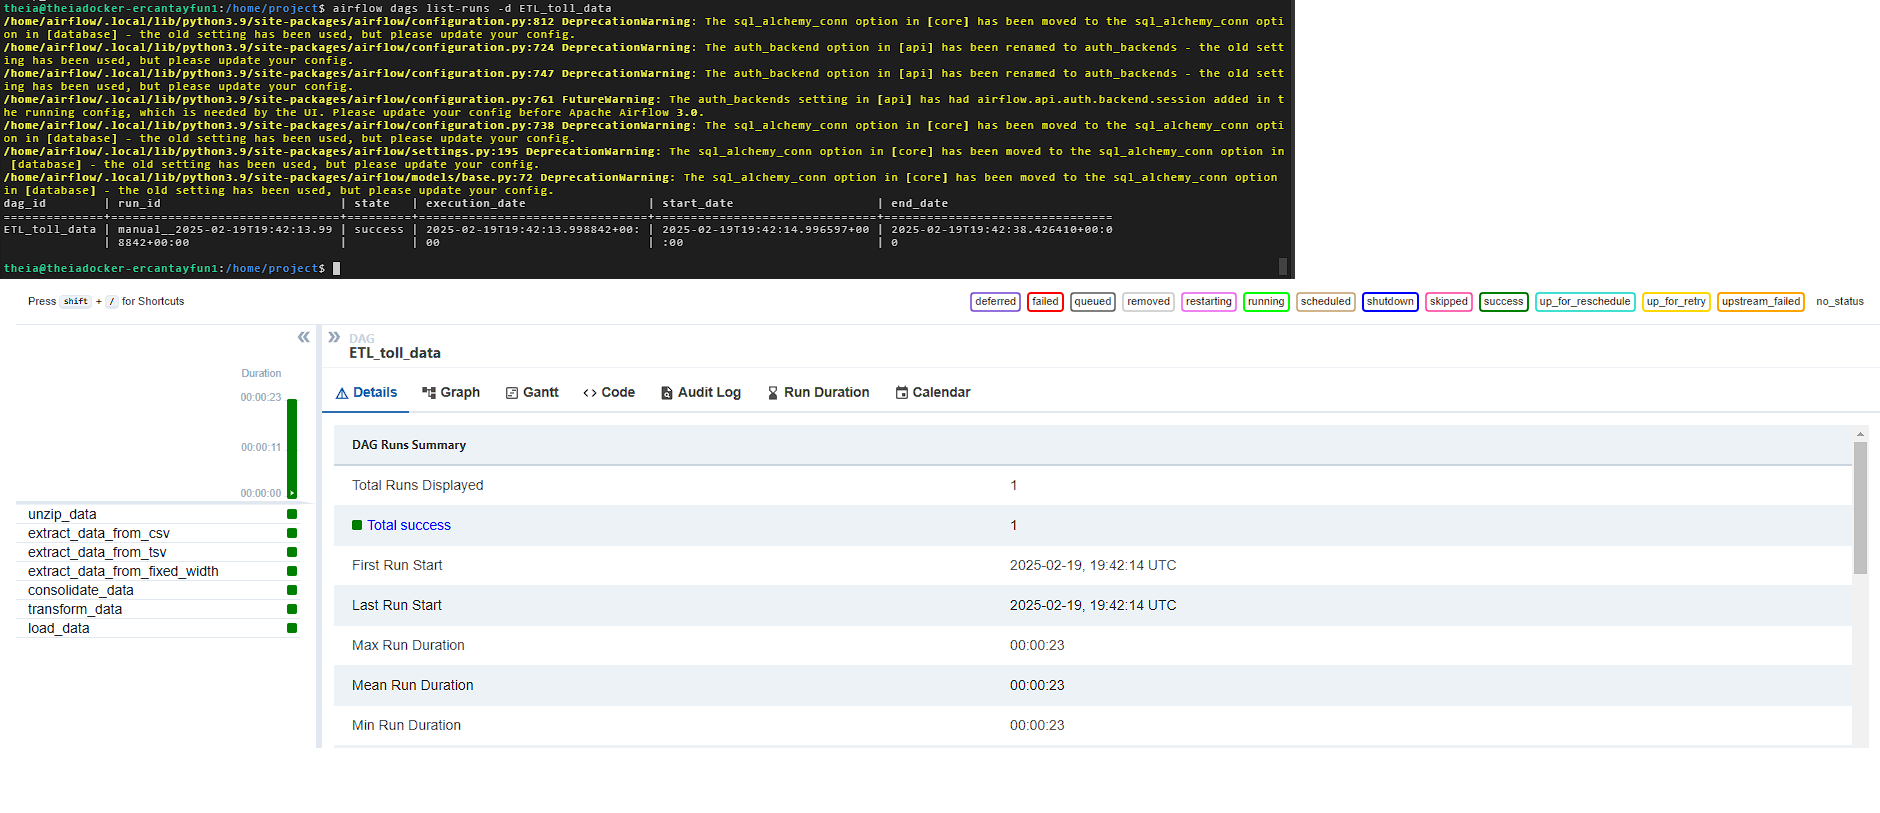 theia@theiadocker-ercantayfun1:/home/project$ airflow dags list-runs -d ETL_toll_data
/home/airflow/.local/lib/python3.9/site-packages/airflow/configuration.py:812 DeprecationWarning: The sql_alchemy_conn option in [core] has been moved to the sql_alchemy_conn opti
on in [database] - the old setting has been used, but please update your config.
/home/airflow/.local/lib/python3.9/site-packages/airflow/configuration.py:724 DeprecationWarning: The auth_backend option in [api] has been renamed to auth_backends - the old sett
ing has been used, but please update your config.
/home/airflow/.local/lib/python3.9/site-packages/airflow/configuration.py:747 DeprecationWarning: The auth_backend option in [api] has been renamed to auth_backends - the old sett
ing has been used, but please update your config.
/home/airflow/.local/lib/python3.9/site-packages/airflow/configuration.py:761 FutureWarning: The auth_backends setting in [api] has had airflow.api.auth.backend.session added in t
he running config, which is needed by the UI. Please update your config before Apache Airflow 3.0.
/home/airflow/.local/lib/python3.9/site-packages/airflow/configuration.py:738 DeprecationWarning: The sql_alchemy_conn option in [core] has been moved to the sql_alchemy_conn opti
on in [database] - the old setting has been used, but please update your config.
/home/airflow/.local/lib/python3.9/site-packages/airflow/settings.py:195 DeprecationWarning: The sql_alchemy_conn option in [core] has been moved to the sql_alchemy_conn option in
[database] - the old setting has been used, but please update your config.
/home/airflow/.local/lib/python3.9/site-packages/airflow/models/base.py:72 DeprecationWarning: The sql_alchemy_conn option in [core] has been moved to the sql_alchemy_conn option
in [database] - the old setting has been used, but please update your config.
dag_id | run_id | state | execution_date | start_date | end_date
==============+================================+=========+================================+===============================+===============================
ETL_toll_data | manual__2025-02-19T19:42:13.99 | success | 2025-02-19T19:42:13.998842+00: | 2025-02-19T19:42:14.996597+00 | 2025-02-19T19:42:38.426410+00:0
| 8842+00:00 | | 00 | :00 | 0
theia@theiadocker-ercantayfun1:/home/project$
Press shift + / for Shortcuts
deferred failed queued removed restarting running scheduled shutdown skipped success up_for_reschedule up_for_retry upstream_failed no_status
DAG
ETL_toll_data
Duration
00:00:23
00:00:11
00:00:00
unzip_data
extract_data_from_csv
extract_data_from_tsv
extract_data_from_fixed_width
consolidate_data
transform_data
load_data
Details Graph Gantt <> Code Audit Log Run Duration Calendar
DAG Runs Summary
Total Runs Displayed 1
Total success 1
First Run Start 2025-02-19, 19:42:14 UTC
Last Run Start 2025-02-19, 19:42:14 UTC
Max Run Duration 00:00:23
Mean Run Duration 00:00:23
Min Run Duration 00:00:23